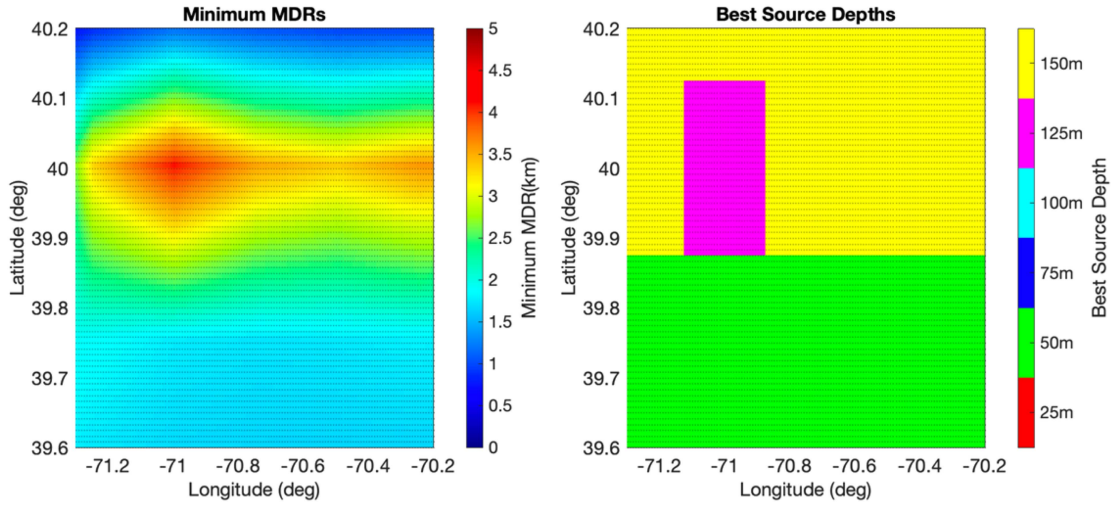 Minimum MDRs
40.2
40.1
40
39.9
39.8
39.7
39.6
Latitude (deg)
-71.2 -71 -70.8 -70.6 -70.4 -70.2
Longitude (deg)
5
4.5
4
3.5
3
2.5
2
1.5
1
0.5
0
Minimum MDR(km)
Best Source Depths
40.2
40.1
40
39.9
39.8
39.7
39.6
Latitude (deg)
-71.2 -71 -70.8 -70.6 -70.4 -70.2
Longitude (deg)
150m
125m
100m
75m
50m
25m
Best Source Depth